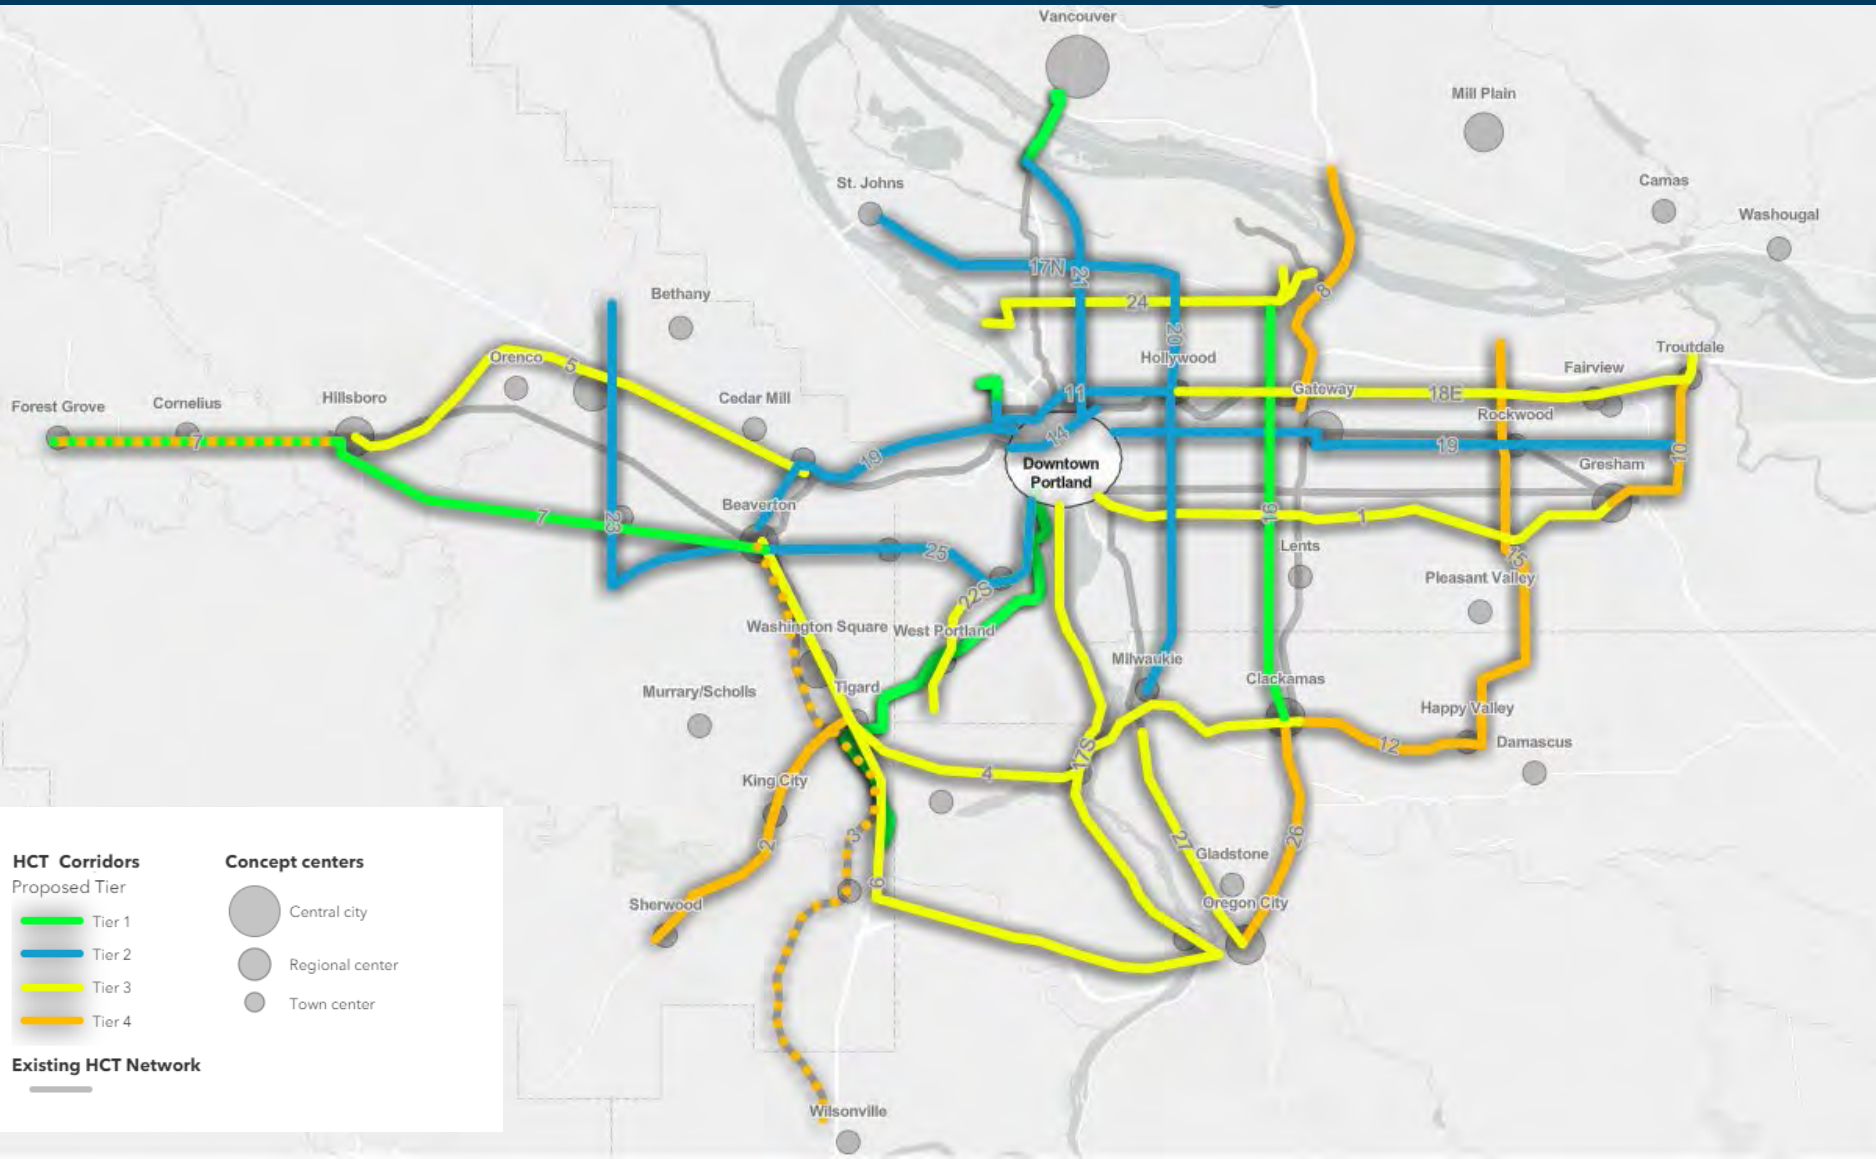 Vancouver
Mill Plain
St. Johns
Camas
Washougal
17N
21
Bethany
8
24
20
Troutdale
Orenco
5
Hollywood
Fairview
Forest Grove
Cornelius
Hillsboro
Cedar Mill
11
Gateway
18E
Rockwood
7
14
19
19
10
Downtown
Portland
Gresham
Beaverton
7
23
16
1
25
Lents
15
Pleasant Valley
22S
Washington Square
West Portland
Milwaukie
Murrary/Scholls
Tigard
Clackamas
Happy Valley
12
Damascus
17S
King City
4
2
3
27
26
Gladstone
6
Sherwood
Oregon City
Wilsonville
HCT Corridors
Proposed Tier
Tier 1
Tier 2
Tier 3
Tier 4
Existing HCT Network
Concept centers
Central city
Regional center
Town center